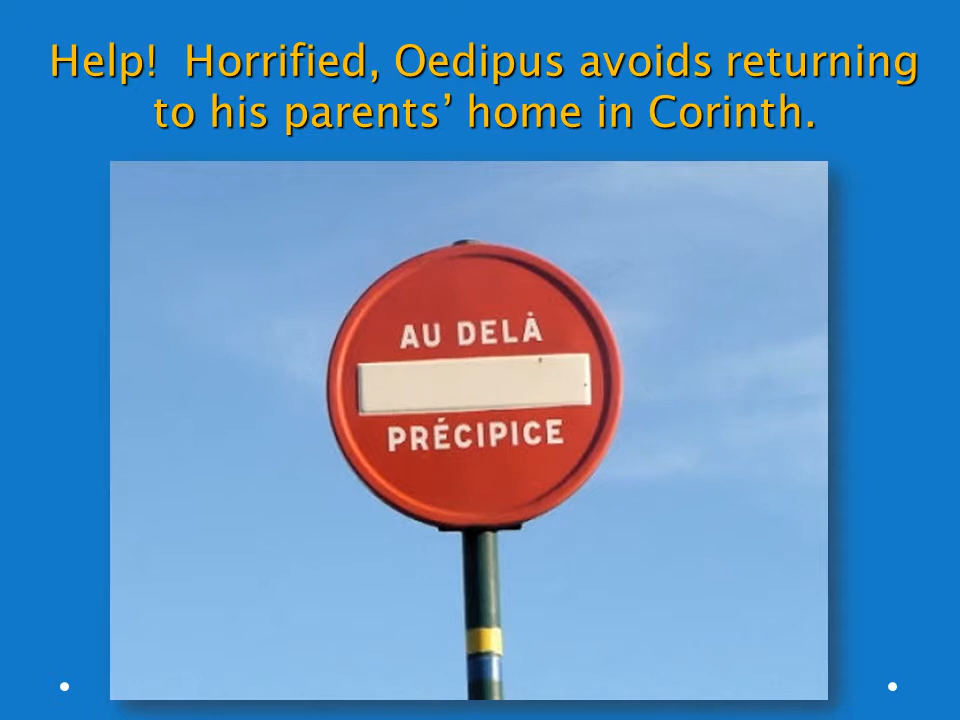 Help!  Horrified, Oedipus avoids returning
to his parents’ home in Corinth.
AU DELÀ
PRÉCIPICE